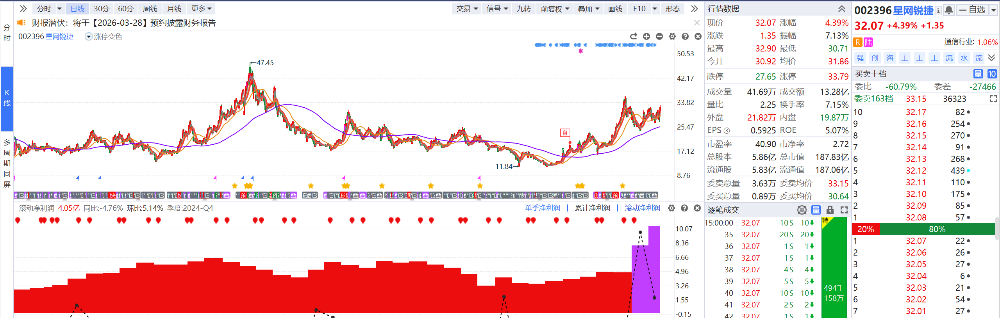 分时
K线
多周期同屏
分时 日线 30分 60分 周线 月线 更多
交易 信号 九转 前复权 叠加 画线 F10 形态
财报潜伏：将于【2026-03-28】预约披露财务报告
002396 星网锐捷 涨停变色
50.53
←47.45
42.17
33.82
25.47
自
17.12
11.84→
8.76
滚动净利润 4.05亿 同比:-4.76% 环比:5.14% 季度:2024-Q4
单季净利润 | 累计净利润 | 滚动净利润
10.07
8.36
6.66
4.96
3.26
1.55
-0.15
行情数据
现价 32.07 涨幅 4.39%
涨跌 1.35 振幅 7.13%
最高 32.90 最低 30.71
今开 30.92 均价 31.86
跌停 27.65 涨停 33.79
成交量 41.69万 成交额 13.28亿
量比 2.25 换手率 7.15%
外盘 21.82万 内盘 19.87万
EPS ③ 0.5925 ROE 5.07%
市盈率 40.90 市净率 2.72
总股本 5.86亿 总市值 187.83亿
流通股 5.83亿 流通值 187.06亿
委卖总量 3.63万 委卖均价 33.15
委买总量 0.89万 委买均价 30.64
逐笔成交 单 量
15:00:00 32.07 10 S 10
35 32.07 20 S 20
36 32.07 1 S 1
37 32.07 1 S 1
38 32.07 4 S 4
39 32.07 5 S 5
40 32.07 10 S 10
41 32.07 2 S 2
42 32.07 1 S 1
特
494手
158万
002396 星网锐捷 自选
32.07 +4.39% +1.35
R 陆 通信行业: 1.06%
强 创 海 主 主 主 流 水 流
买卖十档 量 10
委比 -60.79% 委差 -27466
委卖163档 33.15 36323
10 32.17 82
9 32.16 254
8 32.15 270
7 32.14 91
6 32.13 268
5 32.12 439
4 32.11 110
3 32.10 175
2 32.09 85
1 32.08 57
20% 80%
1 32.07 22
2 32.06 26
3 32.05 27
4 32.04 6
5 32.03 21
6 32.02 54
7 32.01 27